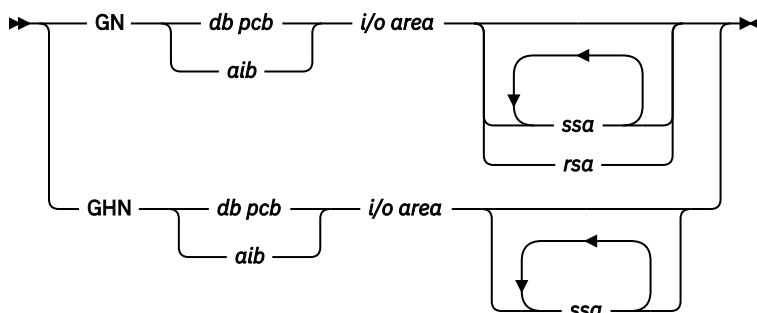 GN db pcb i/o area
aib
ssa
rsa
GHN db pcb i/o area
aib
ssa